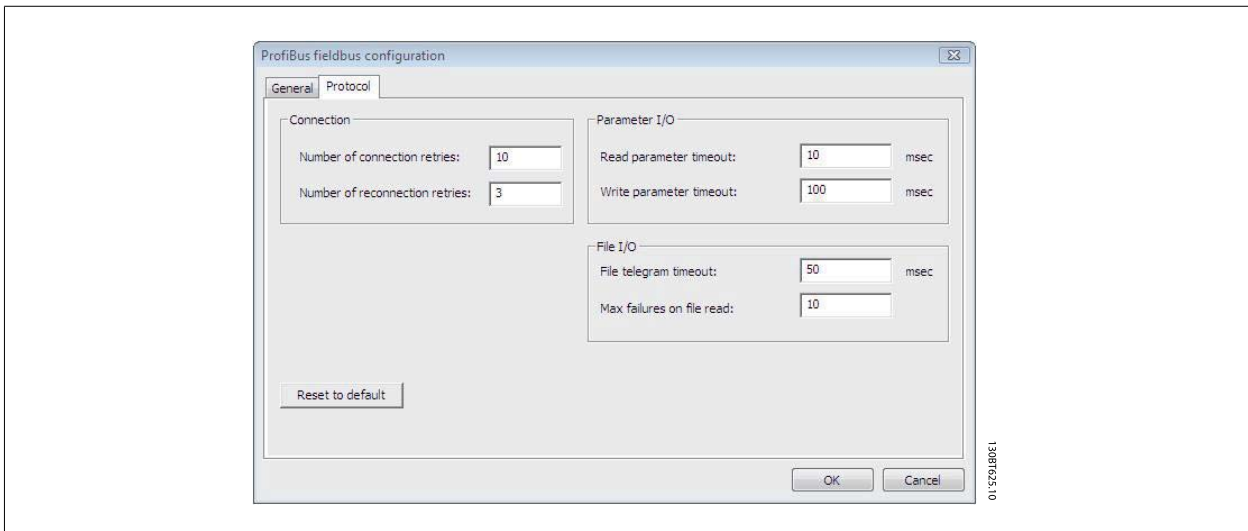 ProfiBus fieldbus configuration
General Protocol
Connection
Number of connection retries: 10
Number of reconnection retries: 3
Parameter I/O
Read parameter timeout: 10 msec
Write parameter timeout: 100 msec
File I/O
File telegram timeout: 50 msec
Max failures on file read: 10
Reset to default
OK Cancel
130BT625.10